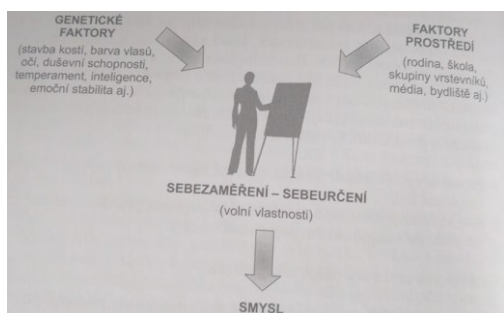 GENETICKÉ
FAKTORY
(stavba kostí, barva vlasů,
očí, duševní schopnosti,
temperament, inteligence,
emoční stabilita aj.)
FAKTORY
PROSTŘEDÍ
(rodina, škola,
skupiny vrstevníků,
média, bydliště aj.)
SEBEZAMĚŘENÍ – SEBEURČENÍ
(volní vlastnosti)
SMYSL